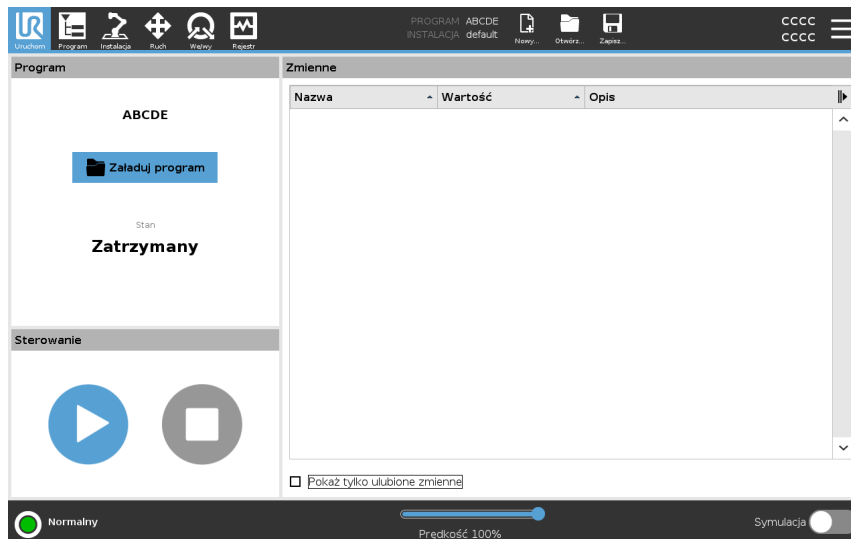 UR
Uruchom
Program
Instalacja
Ruch
We/wy
Rejestr
PROGRAM ABCDE
INSTALACJA default
Nowy...
Otwórz...
Zapisz...
CCCC
CCCC
Program
ABCDE
Załaduj program
Stan
Zatrzymany
Sterowanie
Zmienne
Nazwa Wartość Opis
Pokaż tylko ulubione zmienne
Normalny
Prędkość 100%
Symulacja